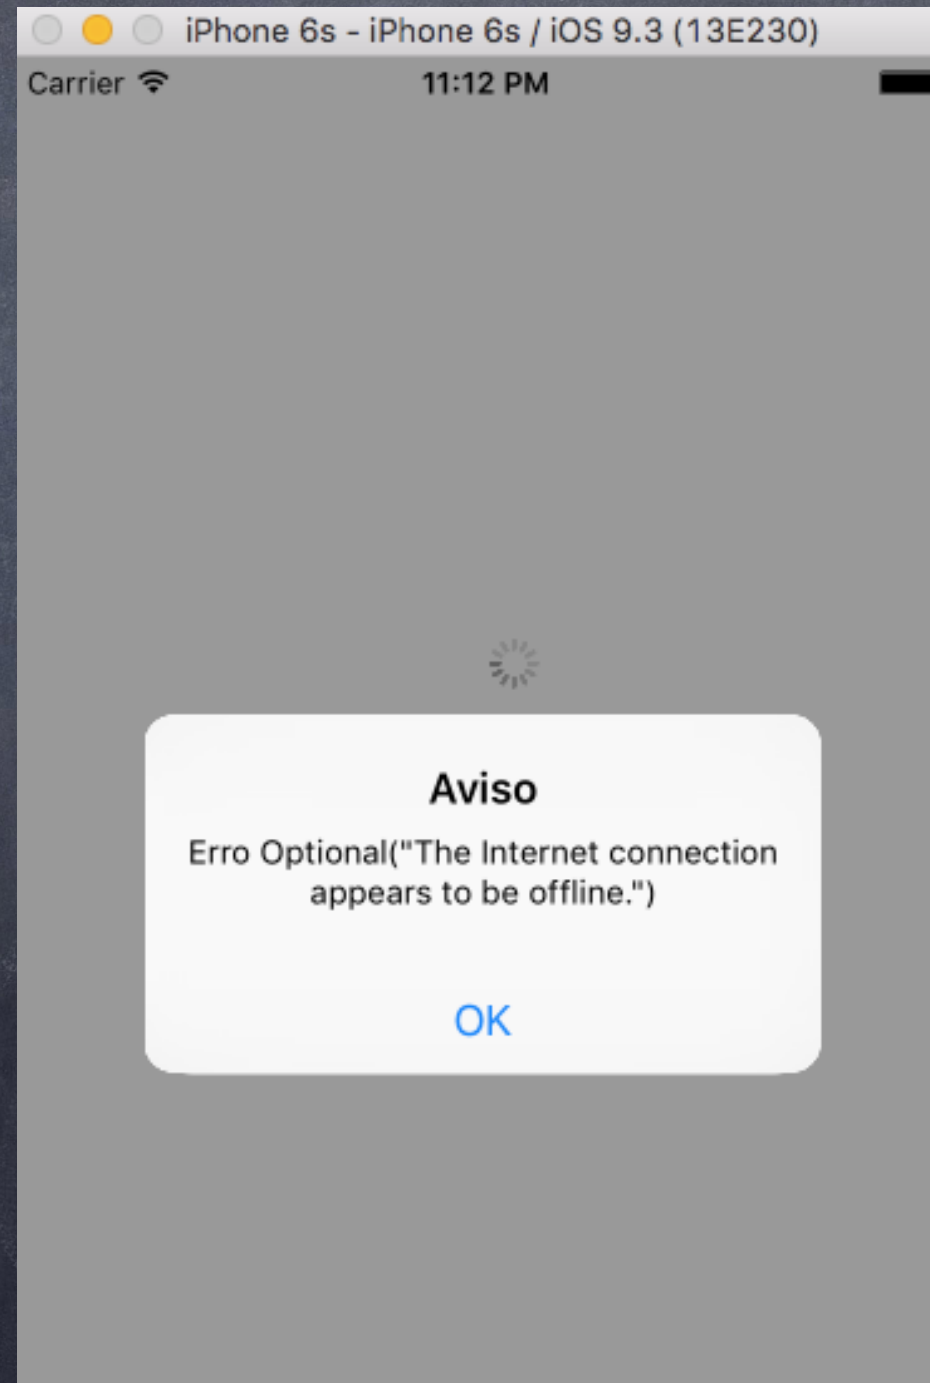 iPhone 6s - iPhone 6s / iOS 9.3 (13E230)
Carrier 11:12 PM
Aviso
Erro Optional("The Internet connection
appears to be offline.")
OK